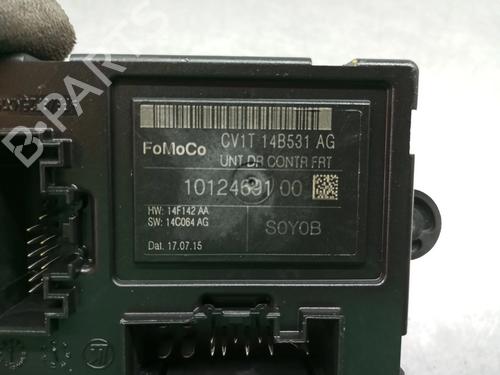 FoMoCo
CV1T 14B531 AG
UNT DR CONTR FRT
10124691 00
HW: 14F142 AA
SW: 14C064 AG
S0Y0B
Dat. 17.07.15
B-PARTS